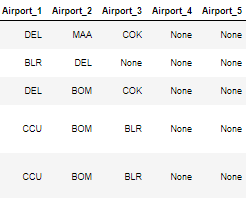 Airport_1 Airport_2 Airport_3 Airport_4 Airport_5
DEL MAA COK None None
BLR DEL None None None
DEL BOM COK None None
CCU BOM BLR None None
CCU BOM BLR None None